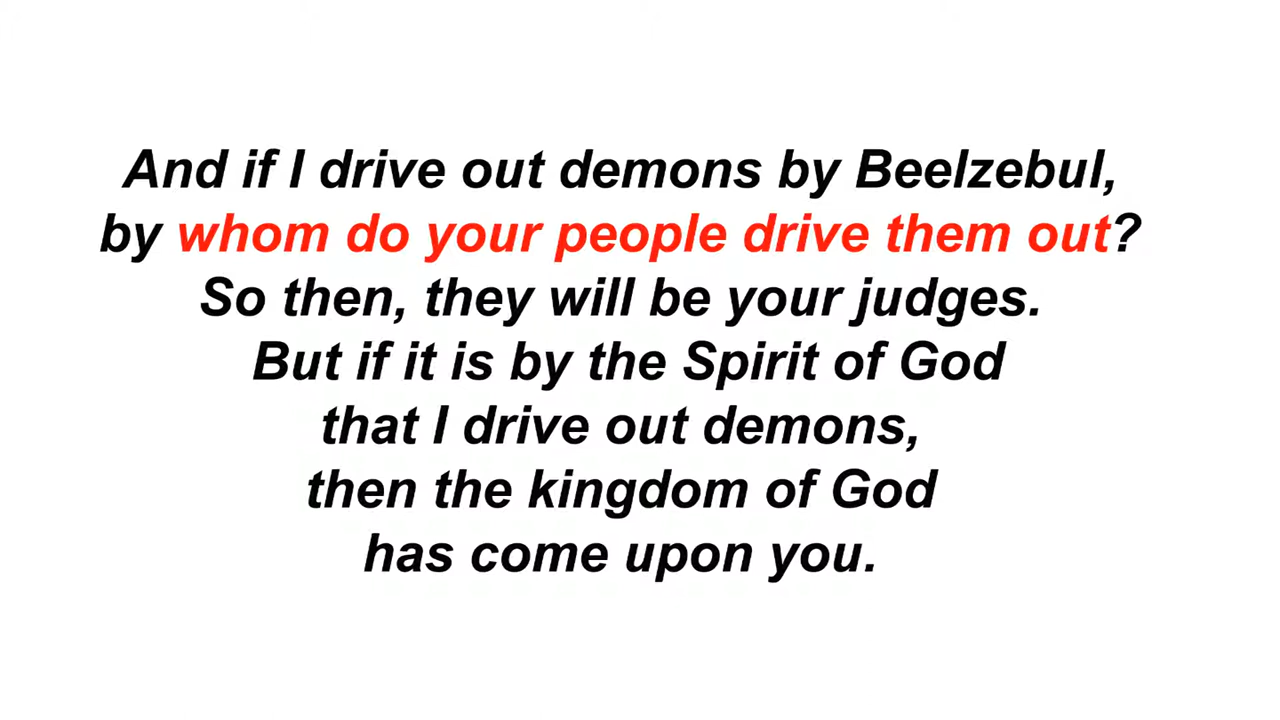 And if I drive out demons by Beelzebul,
by whom do your people drive them out?
So then, they will be your judges.
But if it is by the Spirit of God
that I drive out demons,
then the kingdom of God
has come upon you.